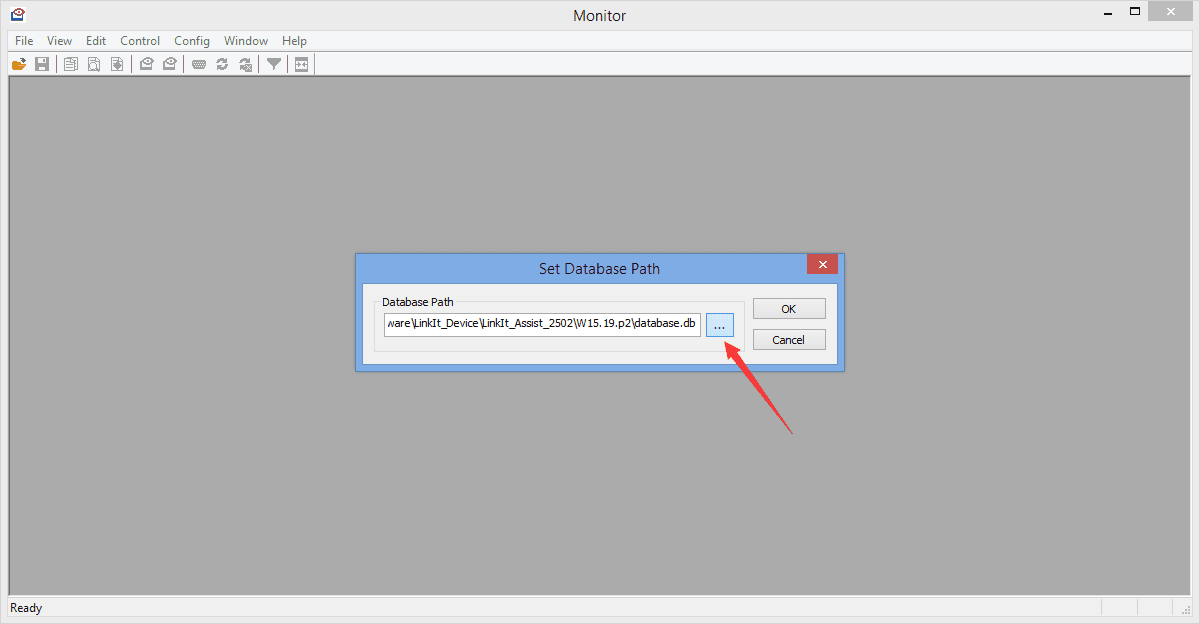 Monitor
File View Edit Control Config Window Help
Set Database Path
Database Path
ware\LinkIt_Device\LinkIt_Assist_2502\W15.19.p2\database.db
...
OK
Cancel
Ready